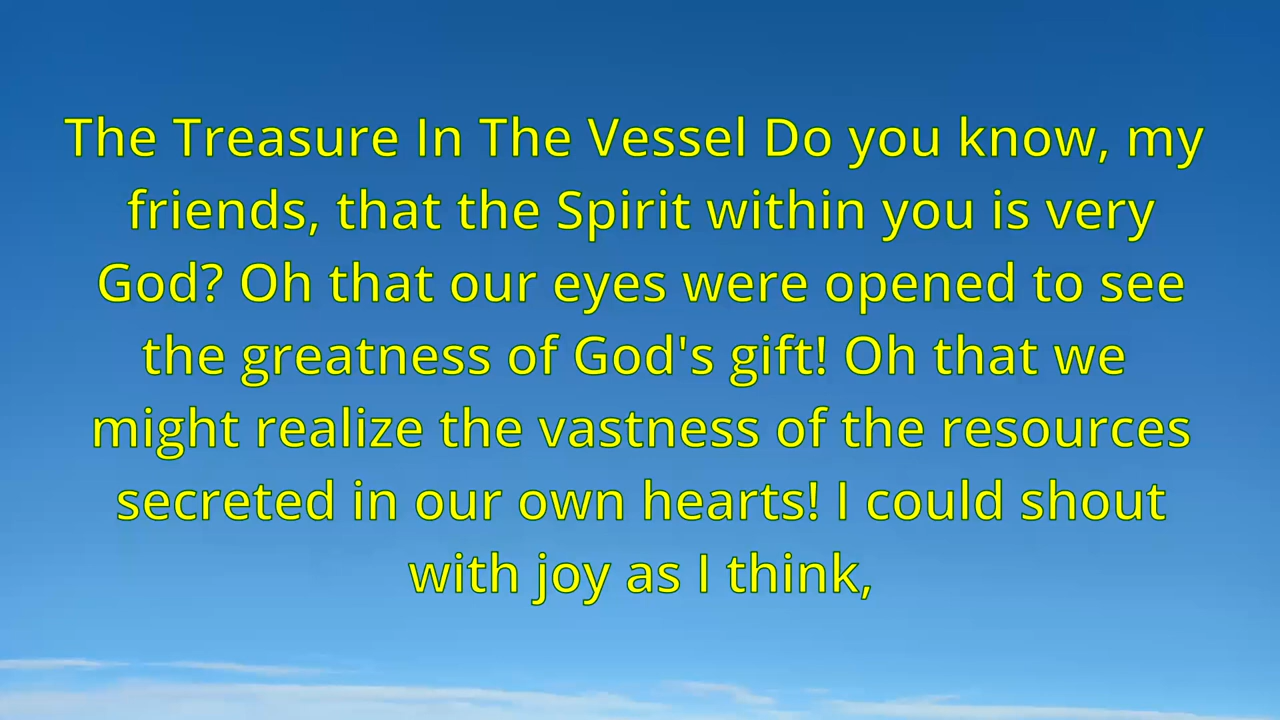 The Treasure In The Vessel Do you know, my
friends, that the Spirit within you is very
God? Oh that our eyes were opened to see
the greatness of God's gift! Oh that we
might realize the vastness of the resources
secreted in our own hearts! I could shout
with joy as I think,